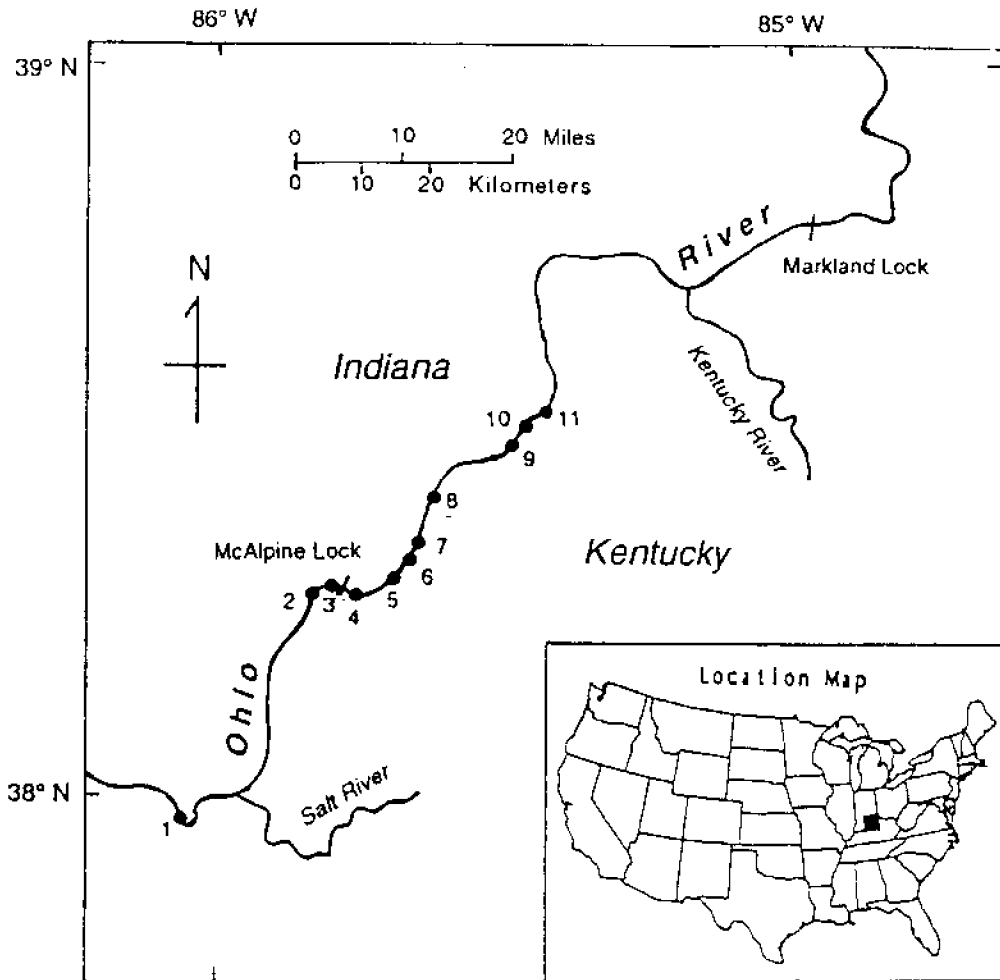 86° W
85° W
39° N
0 10 20 Miles
0 10 20 Kilometers
River
Markland Lock
N
Indiana
Kentucky River
10
11
9
8
7
McAlpine Lock
Kentucky
6
5
2
3
4
Ohio
Location Map
38° N
Salt River
1